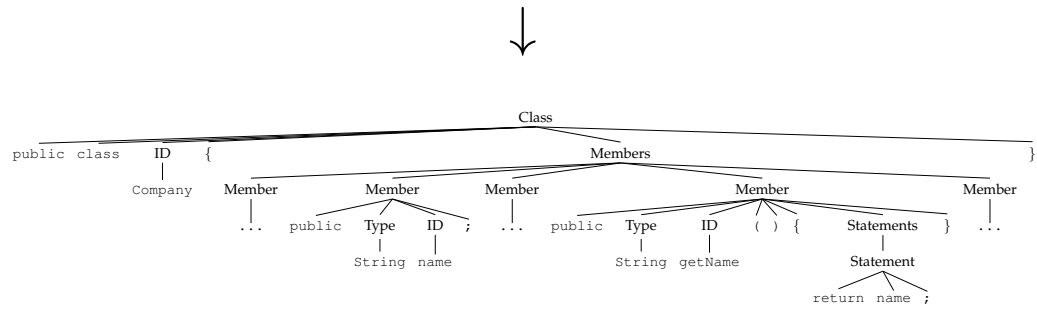 Class
public class ID { Members }
Company Member Member Member Member Member
... public Type ID ; ... public Type ID ( ) { Statements } ...
String name String getName Statement
return name ;